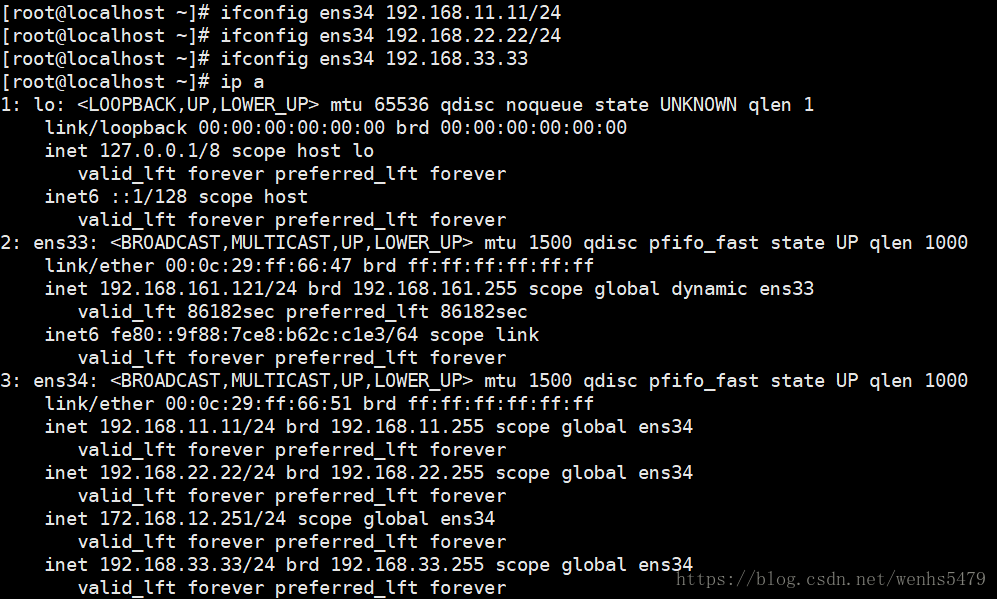 [root@localhost ~]# ifconfig ens34 192.168.11.11/24
[root@localhost ~]# ifconfig ens34 192.168.22.22/24
[root@localhost ~]# ifconfig ens34 192.168.33.33
[root@localhost ~]# ip a
1: lo: <LOOPBACK,UP,LOWER_UP> mtu 65536 qdisc noqueue state UNKNOWN qlen 1
    link/loopback 00:00:00:00:00:00 brd 00:00:00:00:00:00
    inet 127.0.0.1/8 scope host lo
       valid_lft forever preferred_lft forever
    inet6 ::1/128 scope host
       valid_lft forever preferred_lft forever
2: ens33: <BROADCAST,MULTICAST,UP,LOWER_UP> mtu 1500 qdisc pfifo_fast state UP qlen 1000
    link/ether 00:0c:29:ff:66:47 brd ff:ff:ff:ff:ff:ff
    inet 192.168.161.121/24 brd 192.168.161.255 scope global dynamic ens33
       valid_lft 86182sec preferred_lft 86182sec
    inet6 fe80::9f88:7ce8:b62c:c1e3/64 scope link
       valid_lft forever preferred_lft forever
3: ens34: <BROADCAST,MULTICAST,UP,LOWER_UP> mtu 1500 qdisc pfifo_fast state UP qlen 1000
    link/ether 00:0c:29:ff:66:51 brd ff:ff:ff:ff:ff:ff
    inet 192.168.11.11/24 brd 192.168.11.255 scope global ens34
       valid_lft forever preferred_lft forever
    inet 192.168.22.22/24 brd 192.168.22.255 scope global ens34
       valid_lft forever preferred_lft forever
    inet 172.168.12.251/24 scope global ens34
       valid_lft forever preferred_lft forever
    inet 192.168.33.33/24 brd 192.168.33.255 scope global ens34
       valid_lft forever preferred_lft forever
https://blog.csdn.net/wenhs5479